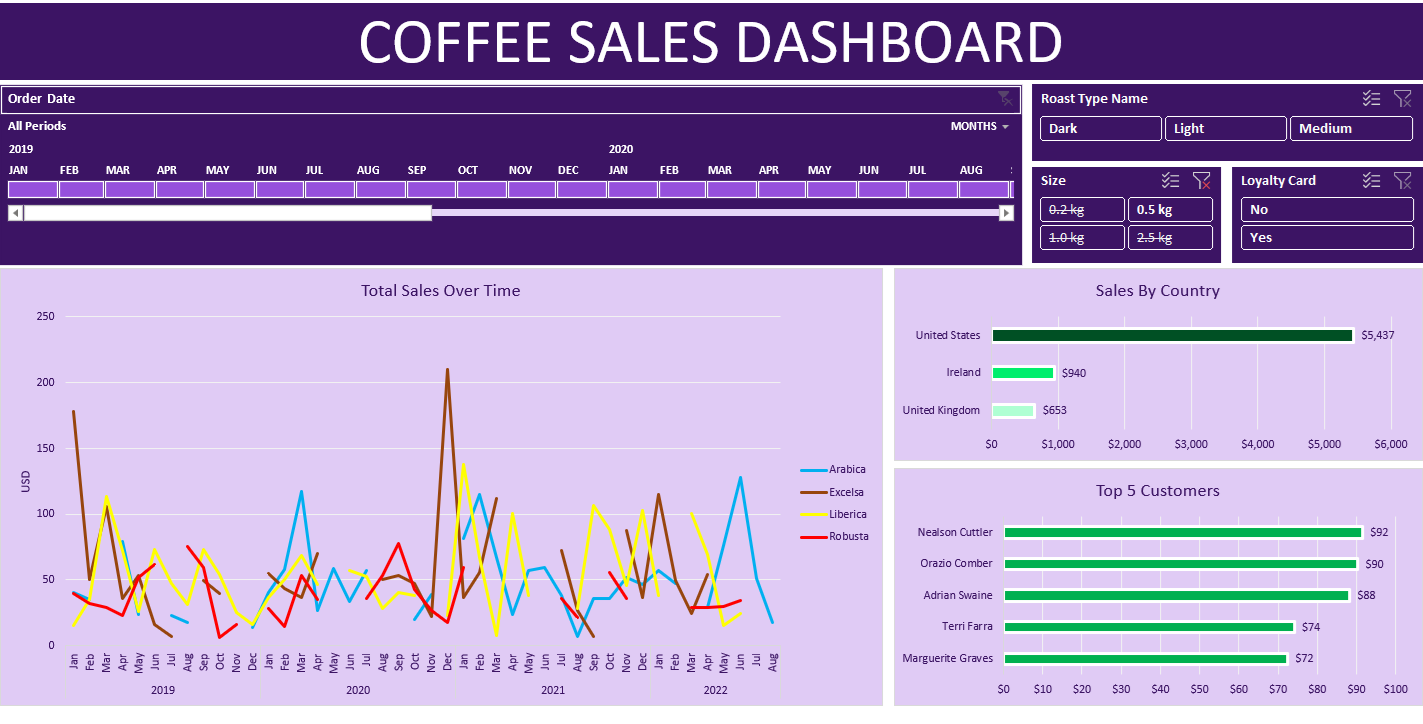 COFFEE SALES DASHBOARD
Order Date
All Periods
MONTHS
2019 2020
JAN FEB MAR APR MAY JUN JUL AUG SEP OCT NOV DEC JAN FEB MAR APR MAY JUN JUL AUG
Roast Type Name
Dark Light Medium
Size
0.2 kg 0.5 kg
1.0 kg 2.5 kg
Loyalty Card
No
Yes
Total Sales Over Time
250
200
150
100
50
0
USD
Jan Feb Mar Apr May Jun Jul Aug Sep Oct Nov Dec Jan Feb Mar Apr May Jun Jul Aug Sep Oct Nov Dec Jan Feb Mar Apr May Jul Aug Sep Oct Nov Dec Jan Feb Mar Apr May Jun Jul Aug
2019 2020 2021 2022
Arabica
Excelsa
Liberica
Robusta
Sales By Country
United States $5,437
Ireland $940
United Kingdom $653
$0 $1,000 $2,000 $3,000 $4,000 $5,000 $6,000
Top 5 Customers
Nealson Cuttler $92
Orazio Comber $90
Adrian Swaine $88
Terri Farra $74
Marguerite Graves $72
$0 $10 $20 $30 $40 $50 $60 $70 $80 $90 $100